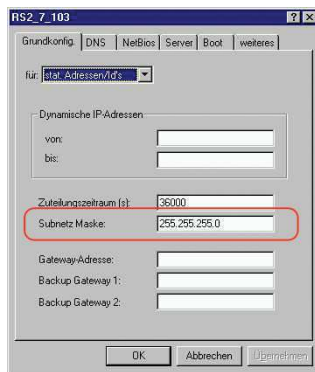 RS2_7_103
Grundkonfig. DNS NetBios Server Boot weiteres
für: stat. Adressen/Id's
Dynamische IP-Adressen
von:
bis:
Zuteilungszeitraum (s): 36000
Subnetz Maske: 255.255.255.0
Gateway-Adresse:
Backup Gateway 1:
Backup Gateway 2:
OK Abbrechen Übernehmen